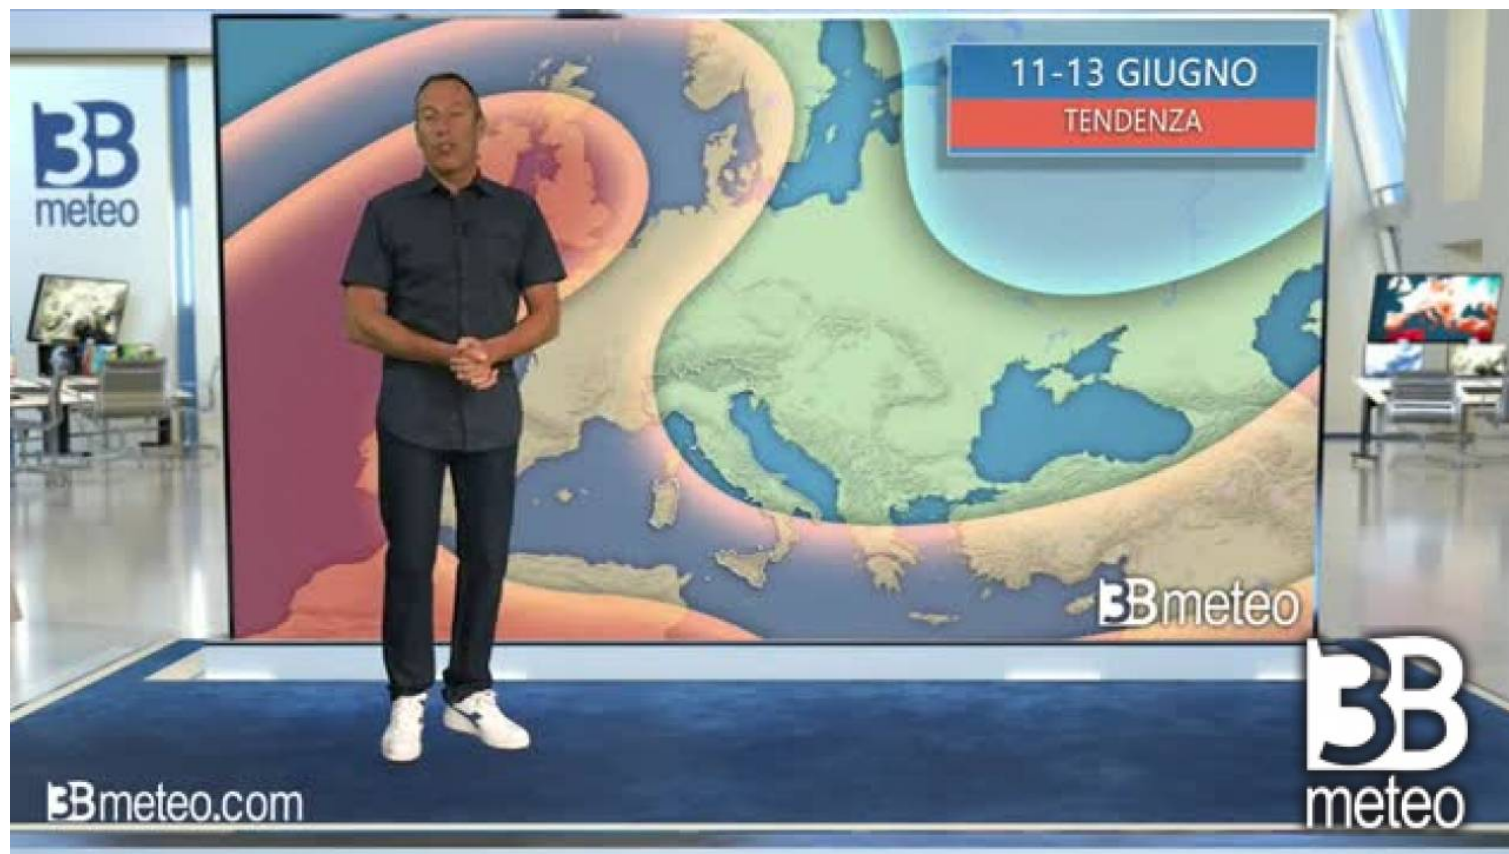 3B
meteo
11-13 GIUGNO
TENDENZA
3Bmeteo
3Bmeteo.com
3B
meteo